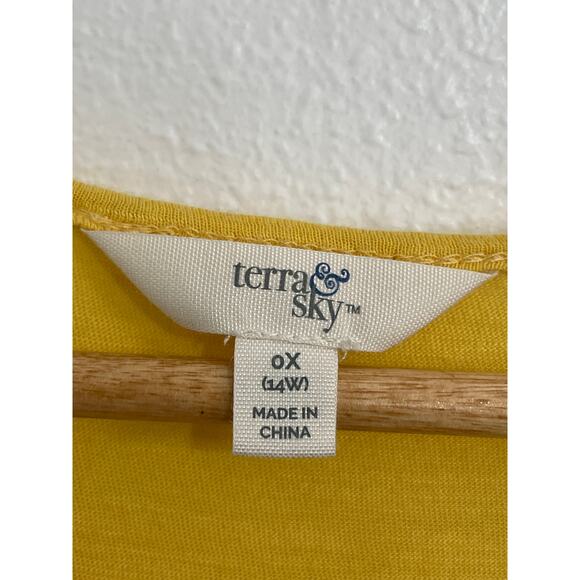 terra&
sky™
0X
(14W)
MADE IN
CHINA